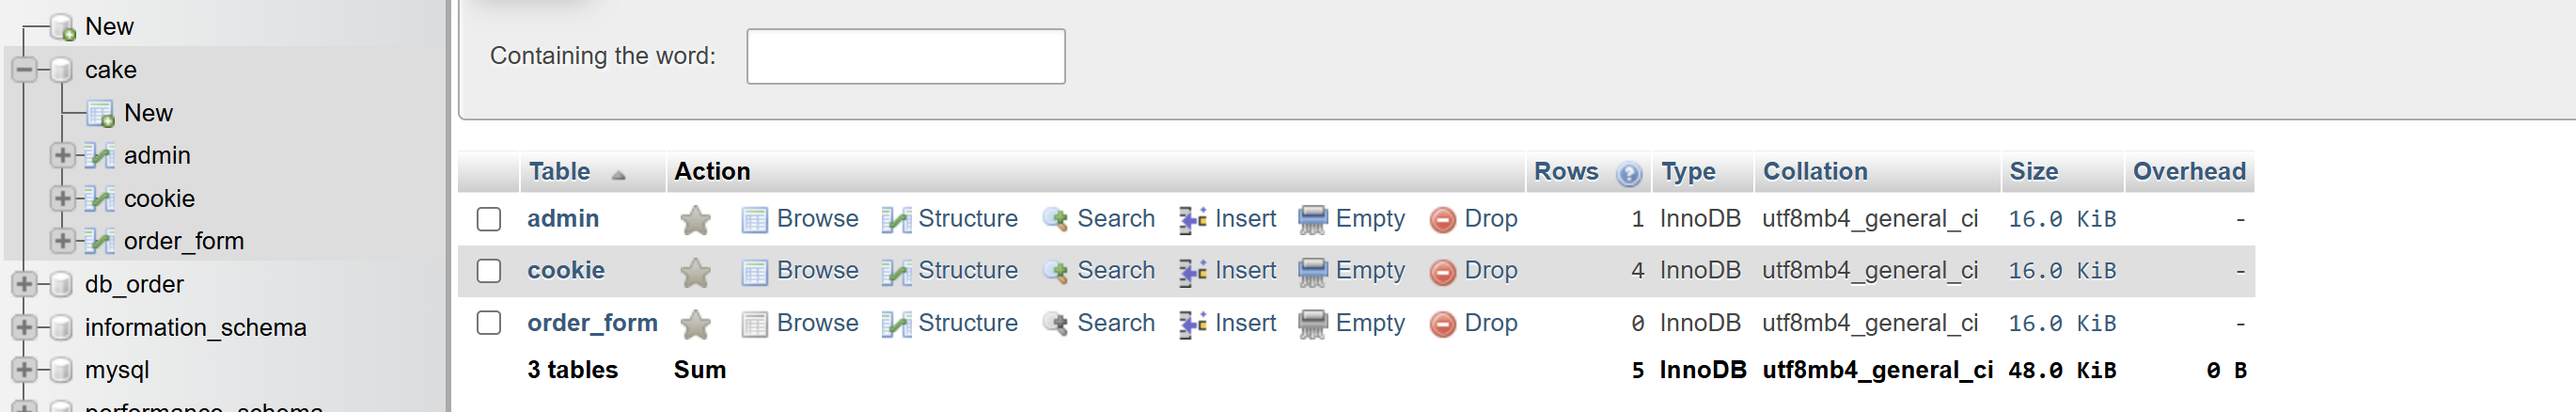 New
cake
New
admin
cookie
order_form
db_order
information_schema
mysql
performance_schema
Containing the word:
Table Action Rows Type Collation Size Overhead
admin Browse Structure Search Insert Empty Drop 1 InnoDB utf8mb4_general_ci 16.0 KiB -
cookie Browse Structure Search Insert Empty Drop 4 InnoDB utf8mb4_general_ci 16.0 KiB -
order_form Browse Structure Search Insert Empty Drop 0 InnoDB utf8mb4_general_ci 16.0 KiB -
3 tables Sum 5 InnoDB utf8mb4_general_ci 48.0 KiB 0 B